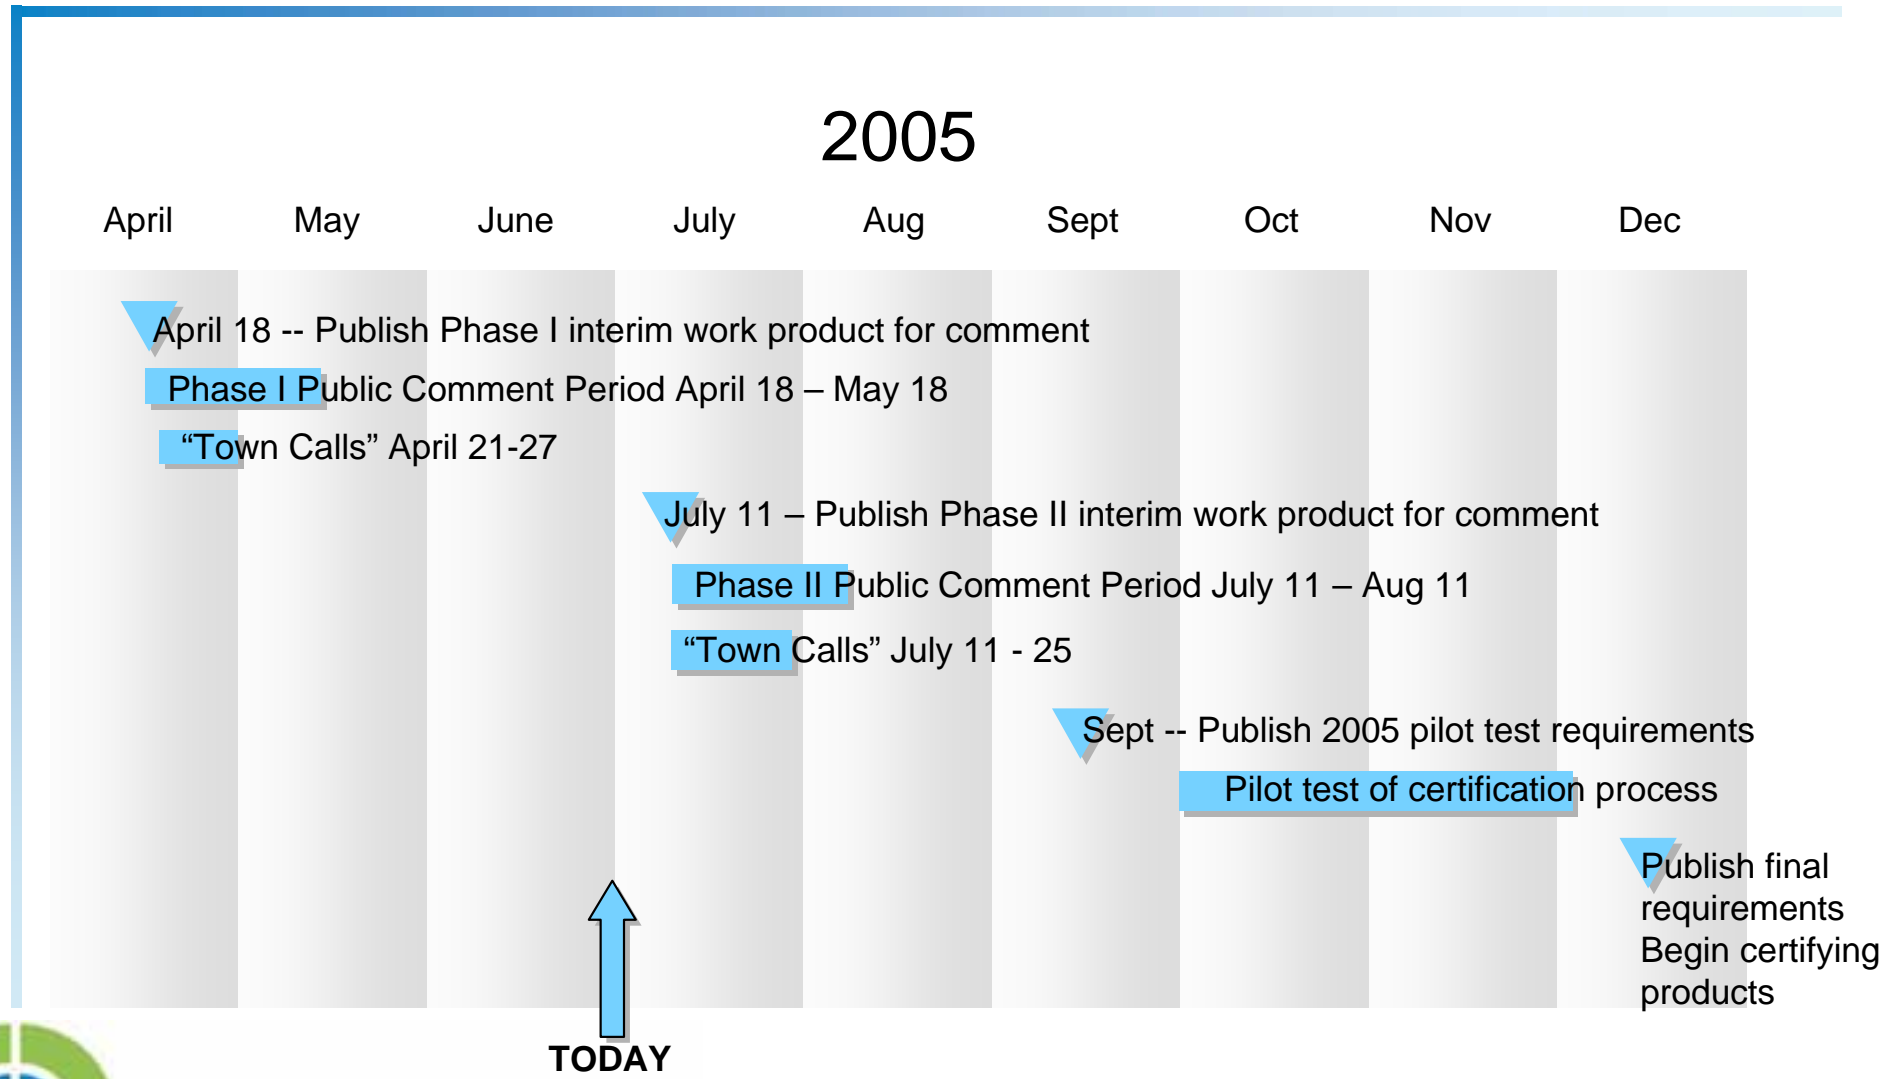 2005
April May June July Aug Sept Oct Nov Dec
April 18 -- Publish Phase I interim work product for comment
Phase I Public Comment Period April 18 – May 18
“Town Calls” April 21-27
July 11 – Publish Phase II interim work product for comment
Phase II Public Comment Period July 11 – Aug 11
“Town Calls” July 11 - 25
Sept -- Publish 2005 pilot test requirements
Pilot test of certification process
Publish final
requirements
Begin certifying
products
TODAY